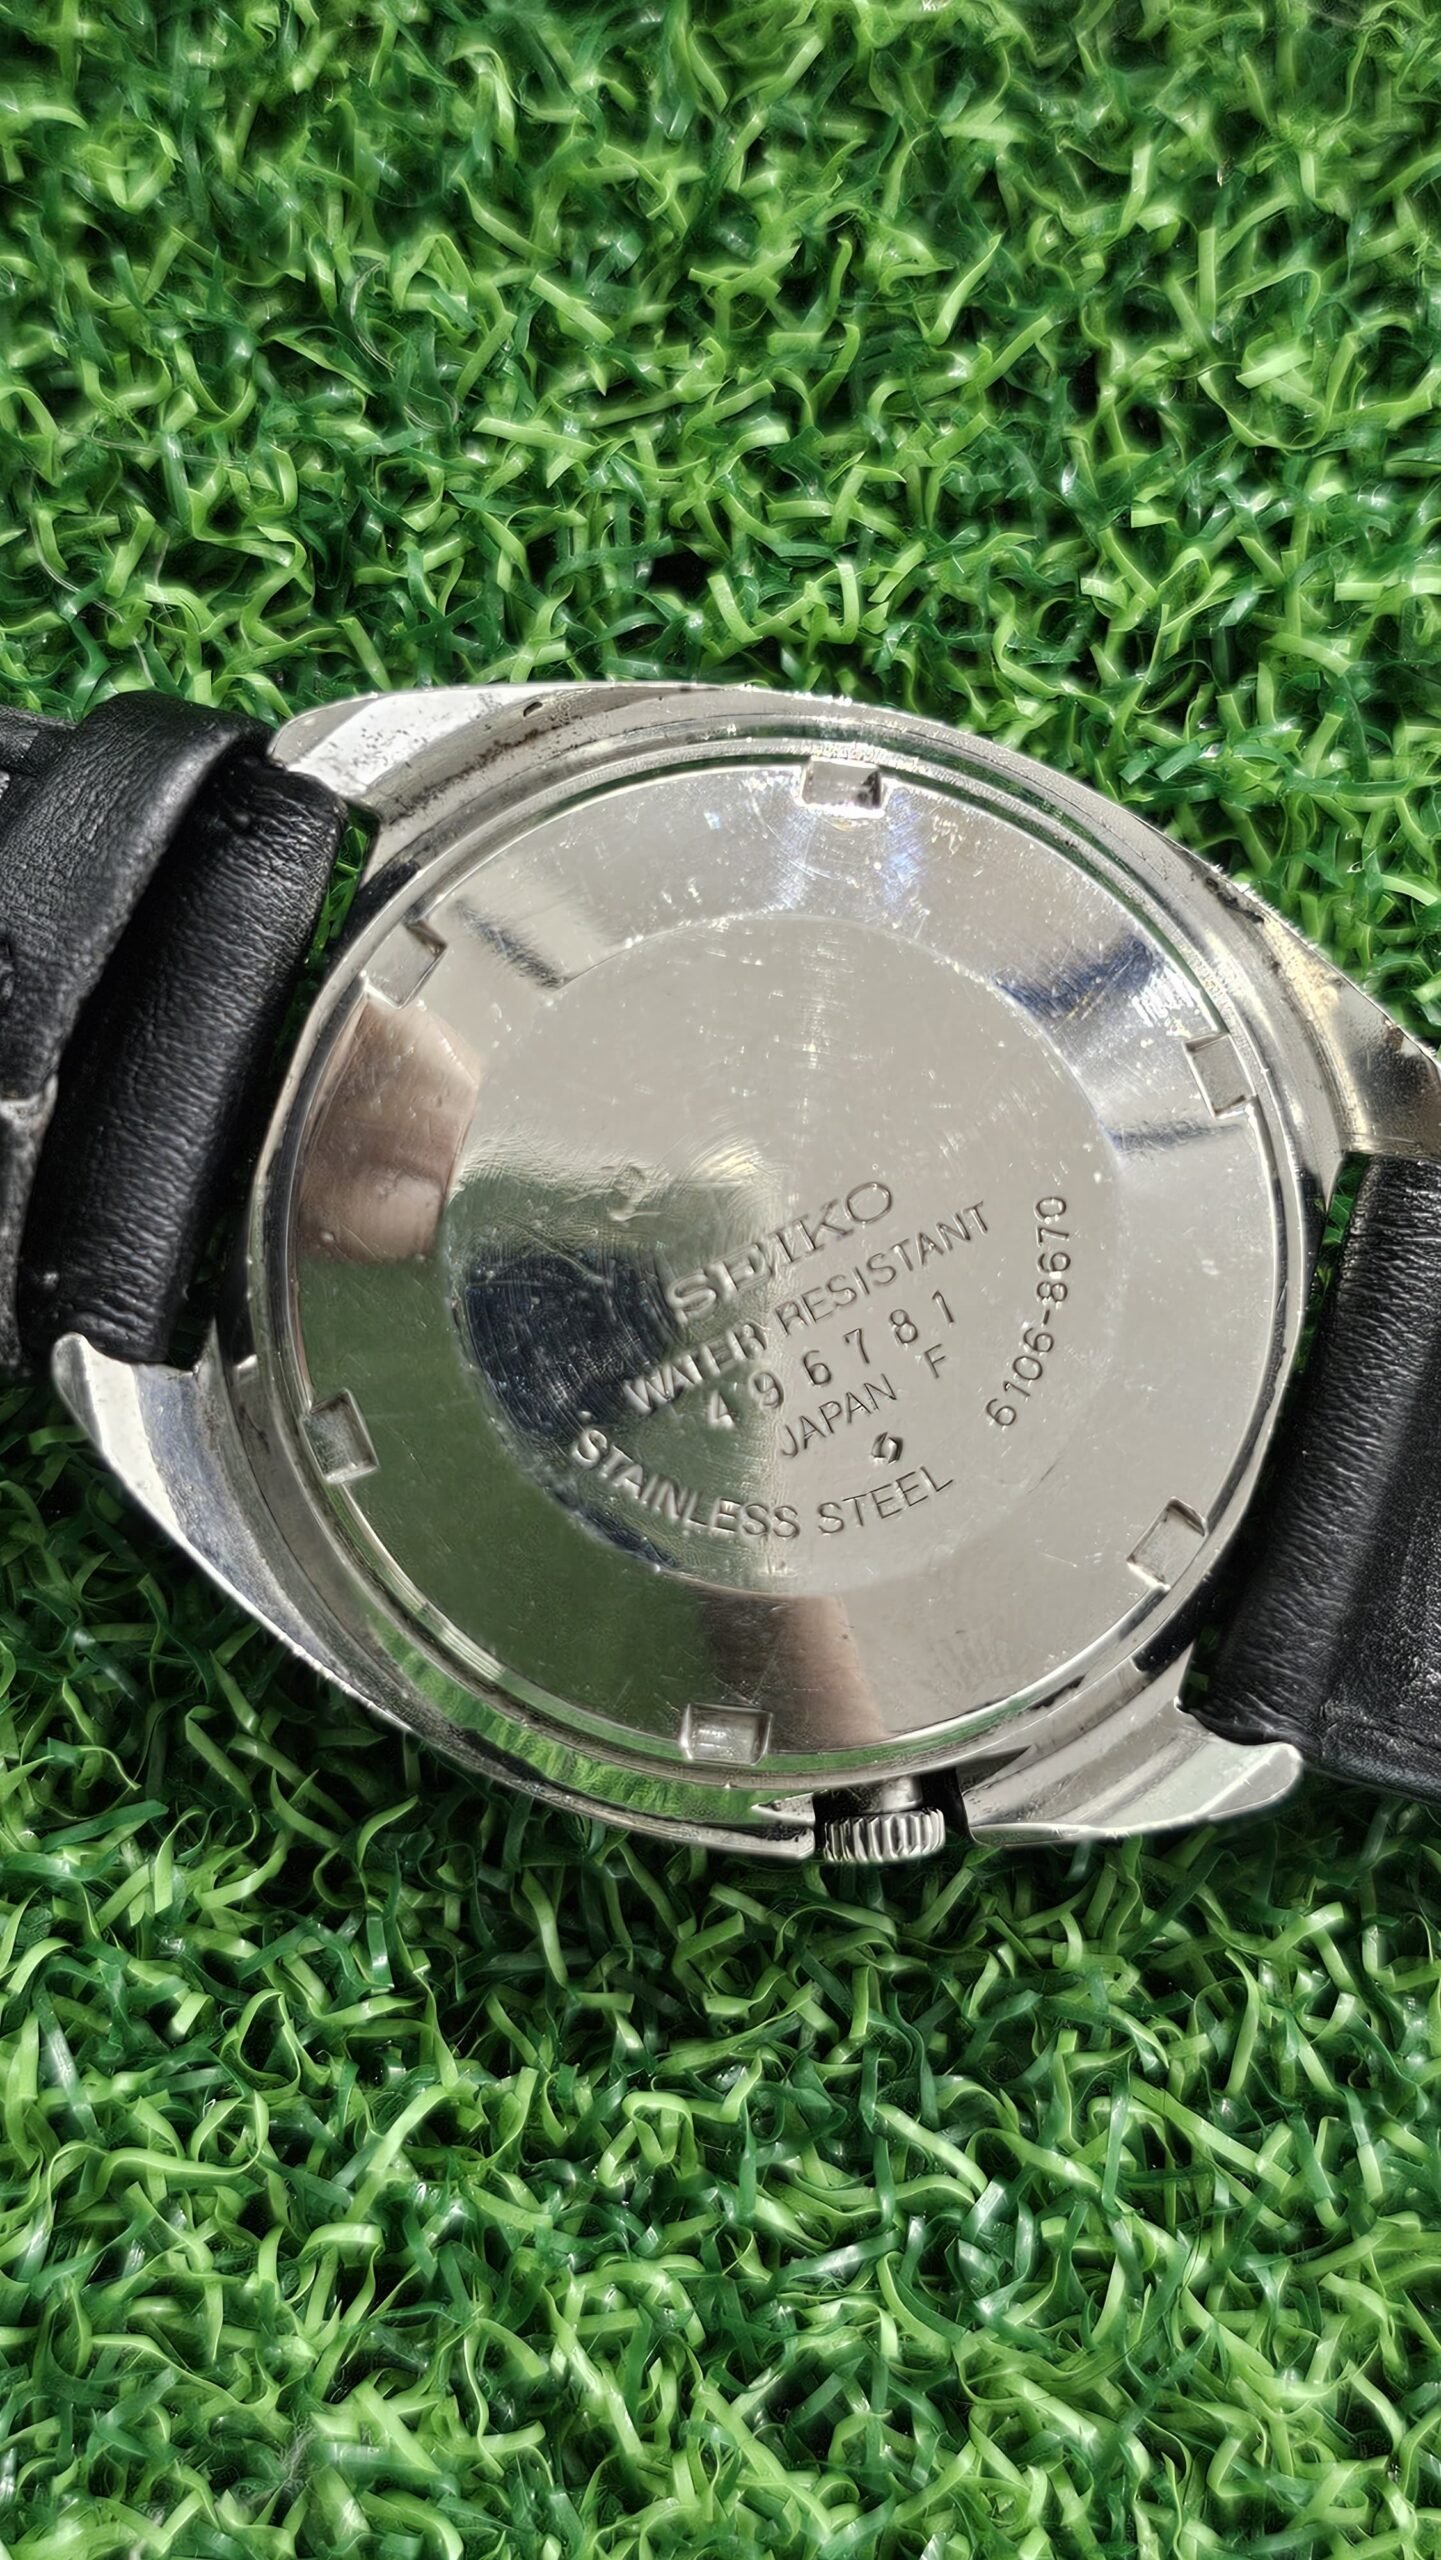 SEIKO
WATER RESISTANT
496781
JAPAN F
STAINLESS STEEL
6106-8670